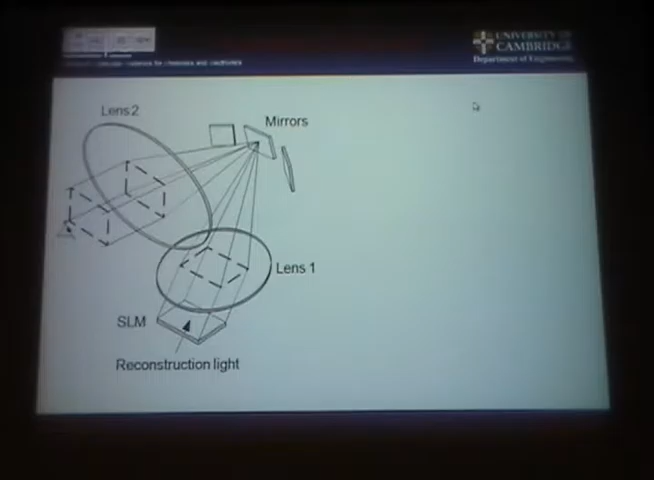 UNIVERSITY OF
CAMBRIDGE
Department of Engineering
Lens 2
Mirrors
Lens 1
SLM
Reconstruction light